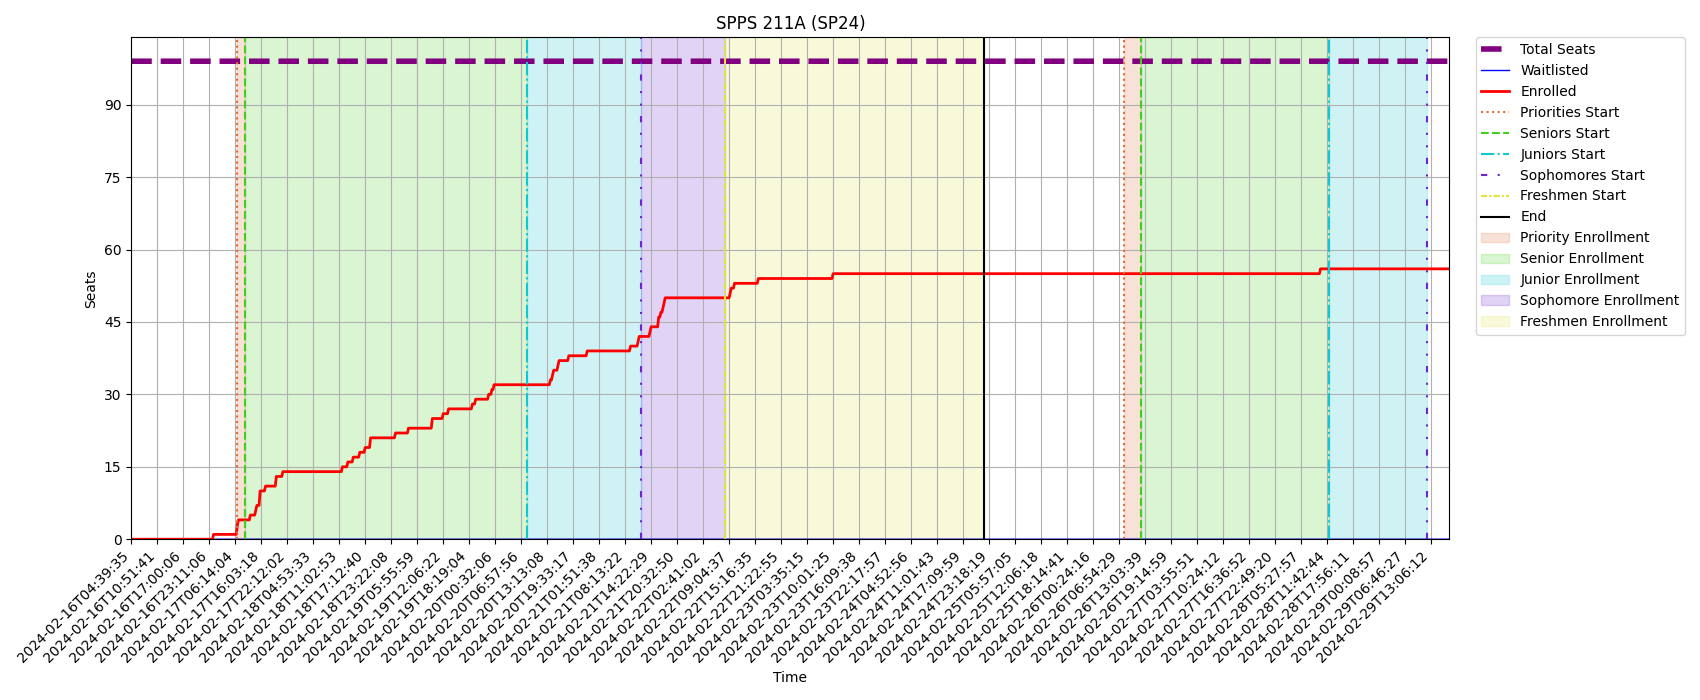 SPPS 211A (SP24)
Seats
90
75
60
45
30
15
0
2024-02-16T04:39:35
2024-02-16T10:51:41
2024-02-16T17:00:06
2024-02-16T23:11:06
2024-02-17T06:14:04
2024-02-17T16:03:18
2024-02-17T22:12:02
2024-02-18T04:53:33
2024-02-18T11:02:53
2024-02-18T17:12:40
2024-02-18T23:22:08
2024-02-19T05:55:59
2024-02-19T12:06:22
2024-02-19T18:19:04
2024-02-20T00:32:06
2024-02-20T06:57:56
2024-02-20T13:13:08
2024-02-20T19:33:17
2024-02-21T01:51:38
2024-02-21T08:13:22
2024-02-21T14:22:29
2024-02-21T20:32:50
2024-02-22T02:41:02
2024-02-22T09:04:37
2024-02-22T15:16:35
2024-02-22T21:22:55
2024-02-23T03:35:15
2024-02-23T10:01:25
2024-02-23T16:09:38
2024-02-23T22:17:57
2024-02-24T04:52:56
2024-02-24T11:01:43
2024-02-24T17:09:59
2024-02-24T23:18:19
2024-02-25T05:57:05
2024-02-25T12:06:18
2024-02-25T18:14:41
2024-02-26T00:24:16
2024-02-26T06:54:29
2024-02-26T13:03:39
2024-02-26T19:14:59
2024-02-27T03:55:51
2024-02-27T10:24:12
2024-02-27T16:36:52
2024-02-27T22:49:20
2024-02-28T05:27:57
2024-02-28T11:42:44
2024-02-28T17:56:11
2024-02-29T00:08:57
2024-02-29T06:46:27
2024-02-29T13:06:12
Time
Total Seats
Waitlisted
Enrolled
Priorities Start
Seniors Start
Juniors Start
Sophomores Start
Freshmen Start
End
Priority Enrollment
Senior Enrollment
Junior Enrollment
Sophomore Enrollment
Freshmen Enrollment